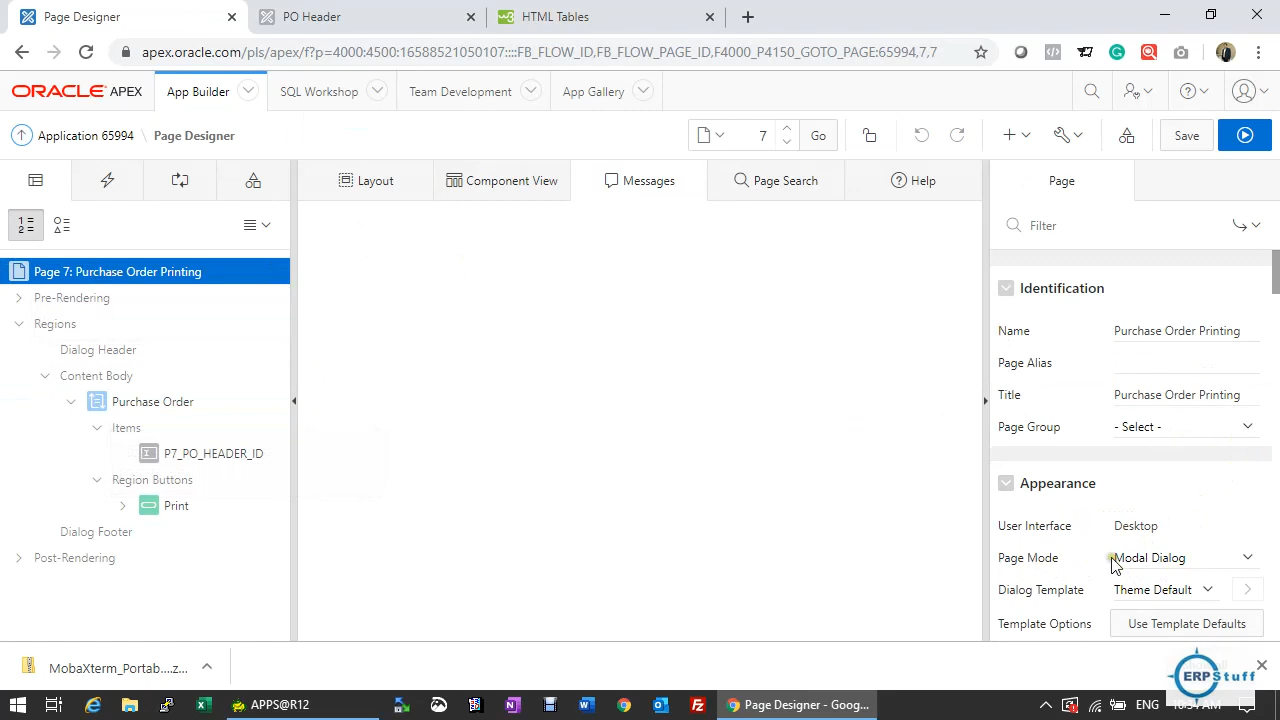 Page Designer
PO Header
HTML Tables
apex.oracle.com/pls/apex/f?p=4000:4500:16588521050107::::FB_FLOW_ID,FB_FLOW_PAGE_ID,F4000_P4150_GOTO_PAGE:65994,7,7
ORACLE APEX
App Builder
SQL Workshop
Team Development
App Gallery
Application 65994 \ Page Designer
7
Go
Save
Layout
Component View
Messages
Page Search
Help
Page
Filter
Page 7: Purchase Order Printing
Pre-Rendering
Regions
Dialog Header
Content Body
Purchase Order
Items
P7_PO_HEADER_ID
Region Buttons
Print
Dialog Footer
Post-Rendering
Identification
Name Purchase Order Printing
Page Alias
Title Purchase Order Printing
Page Group - Select -
Appearance
User Interface Desktop
Page Mode Modal Dialog
Dialog Template Theme Default
Template Options Use Template Defaults
MobaXterm_Portab....z...
ERPStuff
APPS@R12
Page Designer - Goog...
ENG